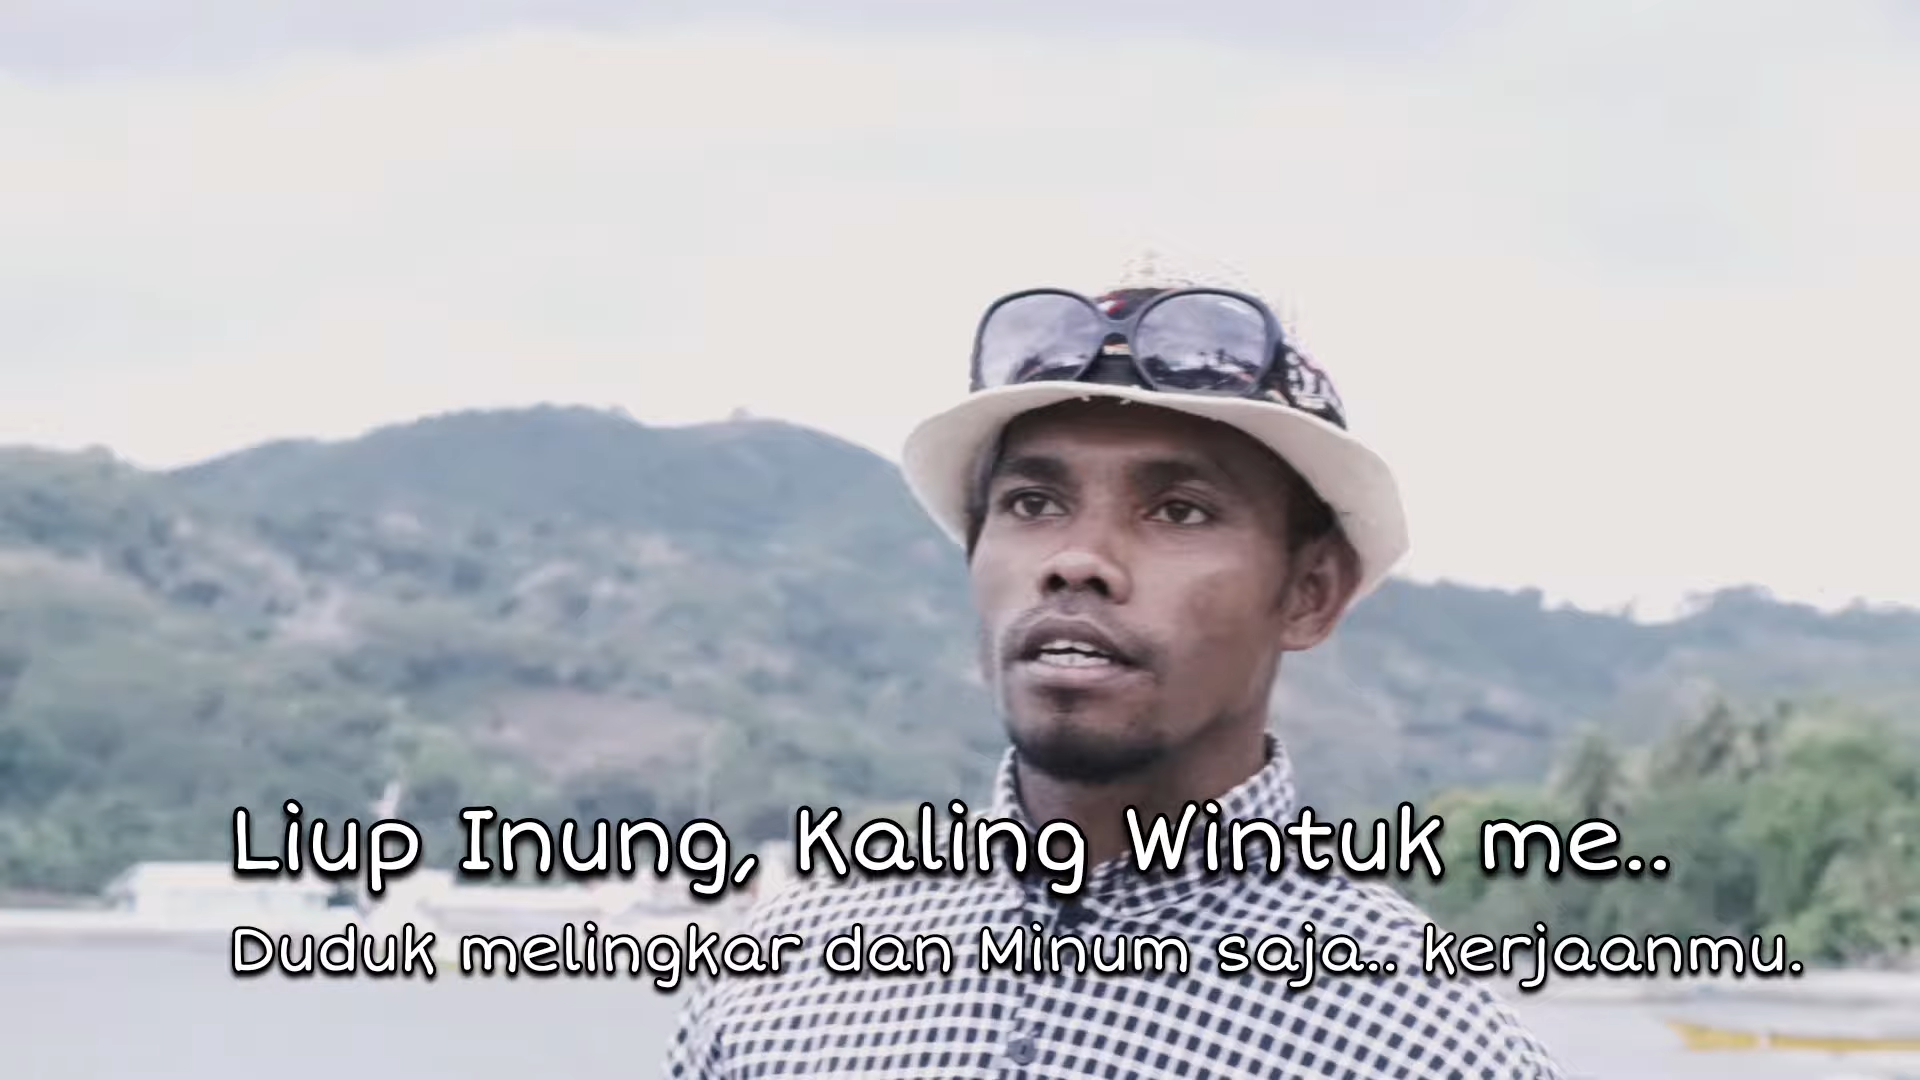 Liup Inung, Kaling Wintuk me..
Duduk melingkar dan Minum saja.. kerjaanmu.